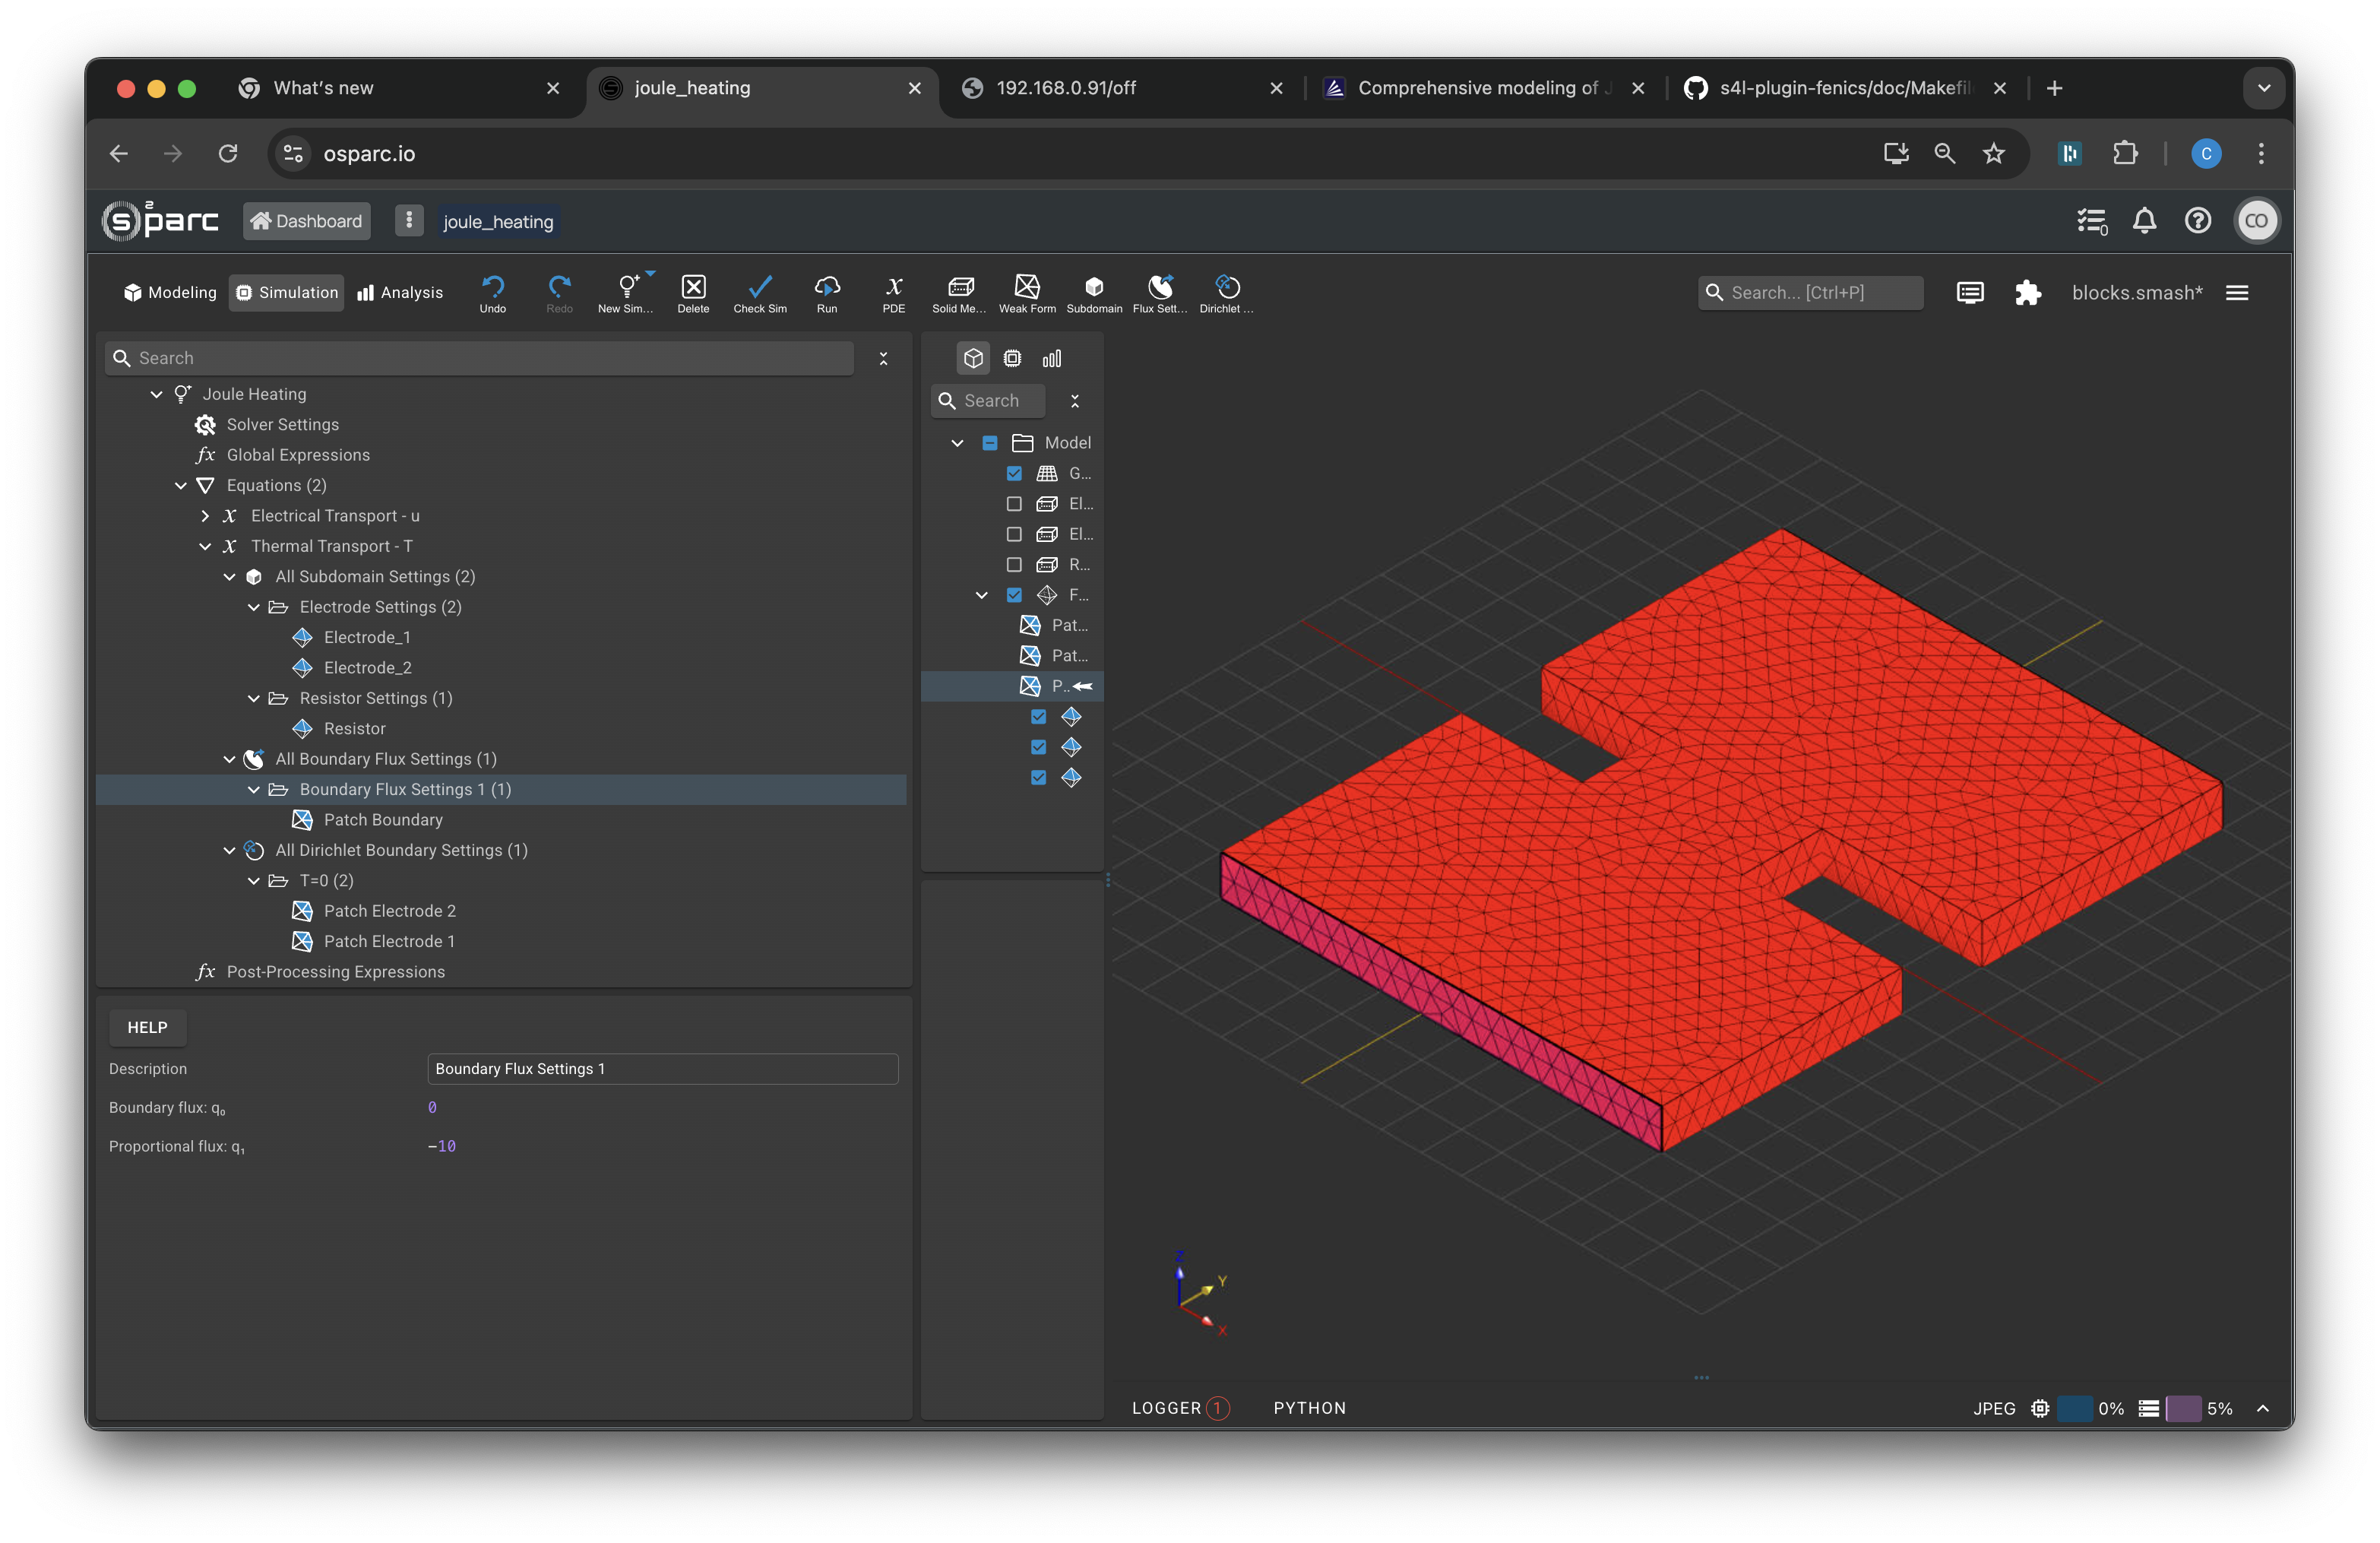 What's new
joule_heating
192.168.0.91/off
Comprehensive modeling of J
s4l-plugin-fenics/doc/Makefil
osparc.io
C
s2parc
Dashboard
joule_heating
0
CO
Modeling
Simulation
Analysis
Undo
Redo
New Sim...
Delete
Check Sim
Run
PDE
Solid Me...
Weak Form
Subdomain
Flux Sett...
Dirichlet ...
Search... [Ctrl+P]
blocks.smash*
Search
Joule Heating
Solver Settings
fx Global Expressions
Equations (2)
x Electrical Transport - u
x Thermal Transport - T
All Subdomain Settings (2)
Electrode Settings (2)
Electrode_1
Electrode_2
Resistor Settings (1)
Resistor
All Boundary Flux Settings (1)
Boundary Flux Settings 1 (1)
Patch Boundary
All Dirichlet Boundary Settings (1)
T=0 (2)
Patch Electrode 2
Patch Electrode 1
fx Post-Processing Expressions
HELP
Description
Boundary Flux Settings 1
Boundary flux: q₀
0
Proportional flux: q₁
−10
Search
Model
G...
El...
El...
R...
F...
Pat...
Pat...
P..
Z
Y
X
LOGGER 1
PYTHON
JPEG
0%
5%